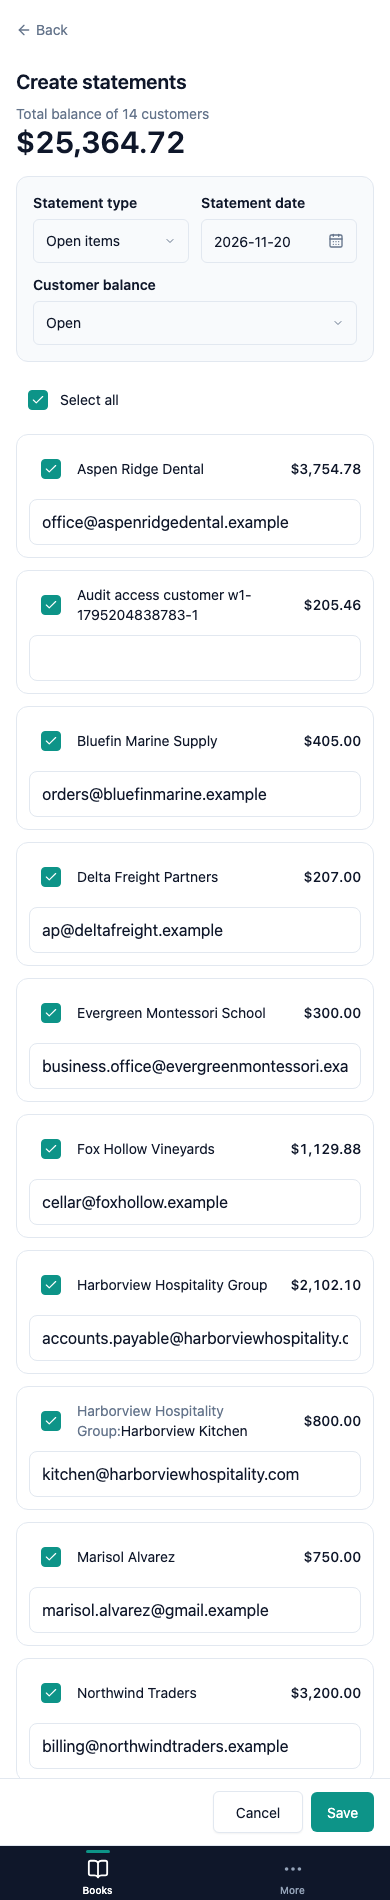 Back
Create statements
Total balance of 14 customers
$25,364.72
Statement type
Statement date
Open items
2026-11-20
Customer balance
Open
Select all
Aspen Ridge Dental
$3,754.78
office@aspenridgedental.example
Audit access customer w1-
1795204838783-1
$205.46
Bluefin Marine Supply
$405.00
orders@bluefinmarine.example
Delta Freight Partners
$207.00
ap@deltafreight.example
Evergreen Montessori School
$300.00
business.office@evergreenmontessori.exa
Fox Hollow Vineyards
$1,129.88
cellar@foxhollow.example
Harborview Hospitality Group
$2,102.10
accounts.payable@harborviewhospitality.c
Harborview Hospitality
Group:Harborview Kitchen
$800.00
kitchen@harborviewhospitality.com
Marisol Alvarez
$750.00
marisol.alvarez@gmail.example
Northwind Traders
$3,200.00
billing@northwindtraders.example
Cancel
Save
Books
More